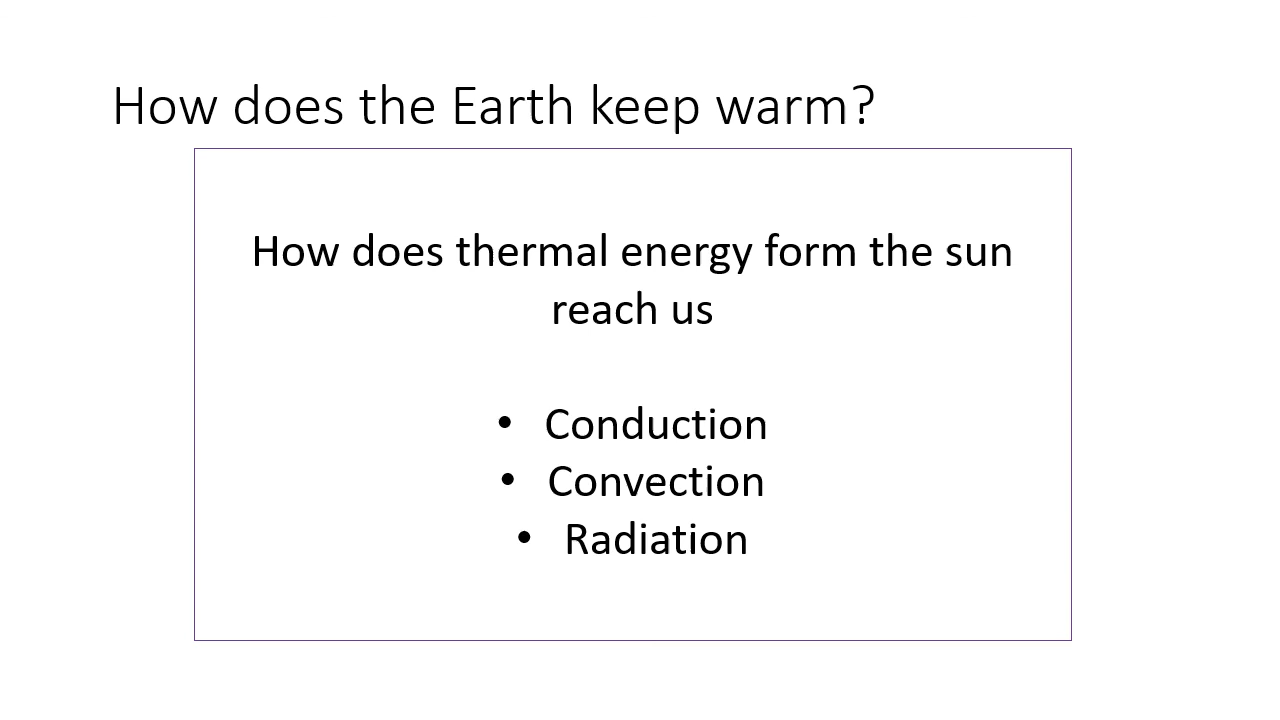 How does the Earth keep warm?
How does thermal energy form the sun
reach us
• Conduction
• Convection
• Radiation